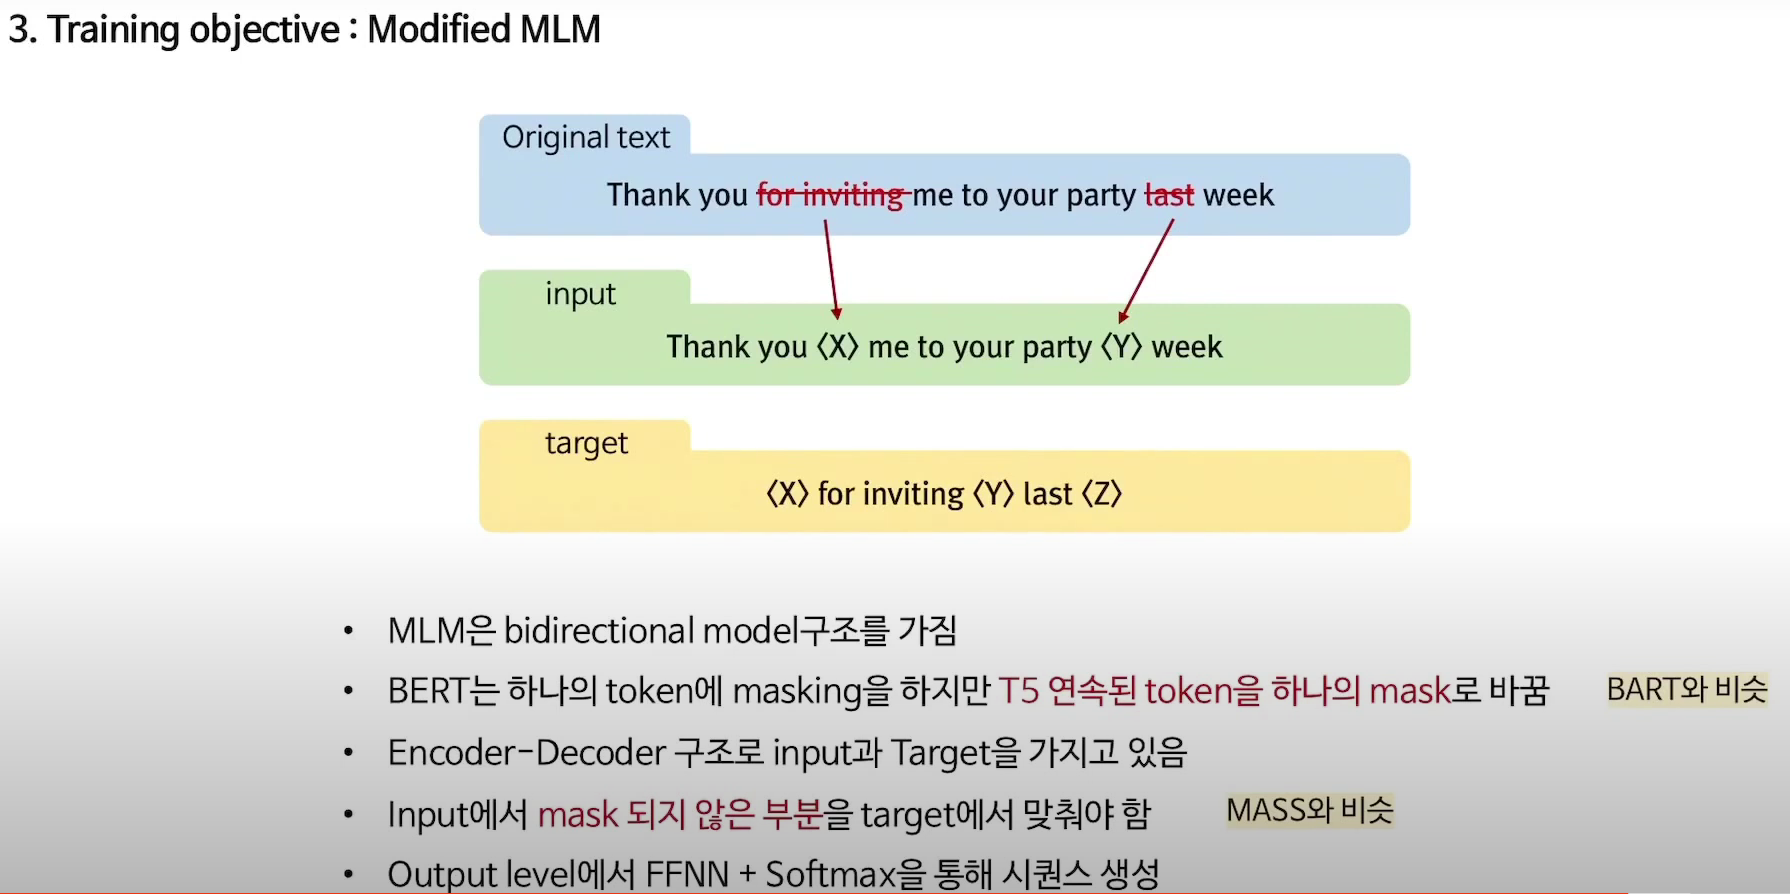 3. Training objective : Modified MLM
Original text
Thank you for inviting me to your party last week
input
Thank you 〈X〉 me to your party 〈Y〉 week
target
〈X〉 for inviting 〈Y〉 last 〈Z〉
• MLM은 bidirectional model구조를 가짐
• BERT는 하나의 token에 masking을 하지만 T5 연속된 token을 하나의 mask로 바꿈 BART와 비슷
• Encoder-Decoder 구조로 input과 Target을 가지고 있음
• Input에서 mask 되지 않은 부분을 target에서 맞춰야 함 MASS와 비슷
• Output level에서 FFNN + Softmax을 통해 시퀀스 생성